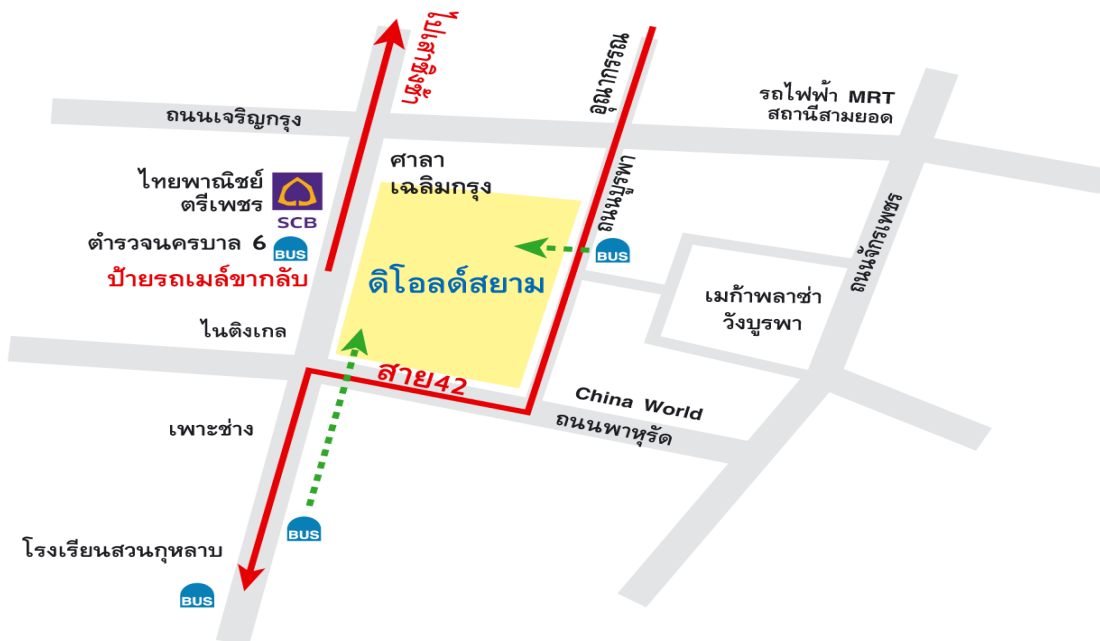 ไปเสาชิงช้า
อุณากรรณ
รถไฟฟ้า MRT
สถานีสามยอด
ถนนเจริญกรุง
ศาลา
เฉลิมกรุง
ถนนบูรพา
ไทยพาณิชย์
ตรีเพชร
SCB
ตำรวจนครบาล 6
BUS
BUS
ป้ายรถเมล์ขากลับ
ดิโอลด์สยาม
ถนนจักรเพชร
เมก้าพลาซ่า
วังบูรพา
ไนติงเกล
สาย42
China World
ถนนพาหุรัด
เพาะช่าง
BUS
โรงเรียนสวนกุหลาบ
BUS